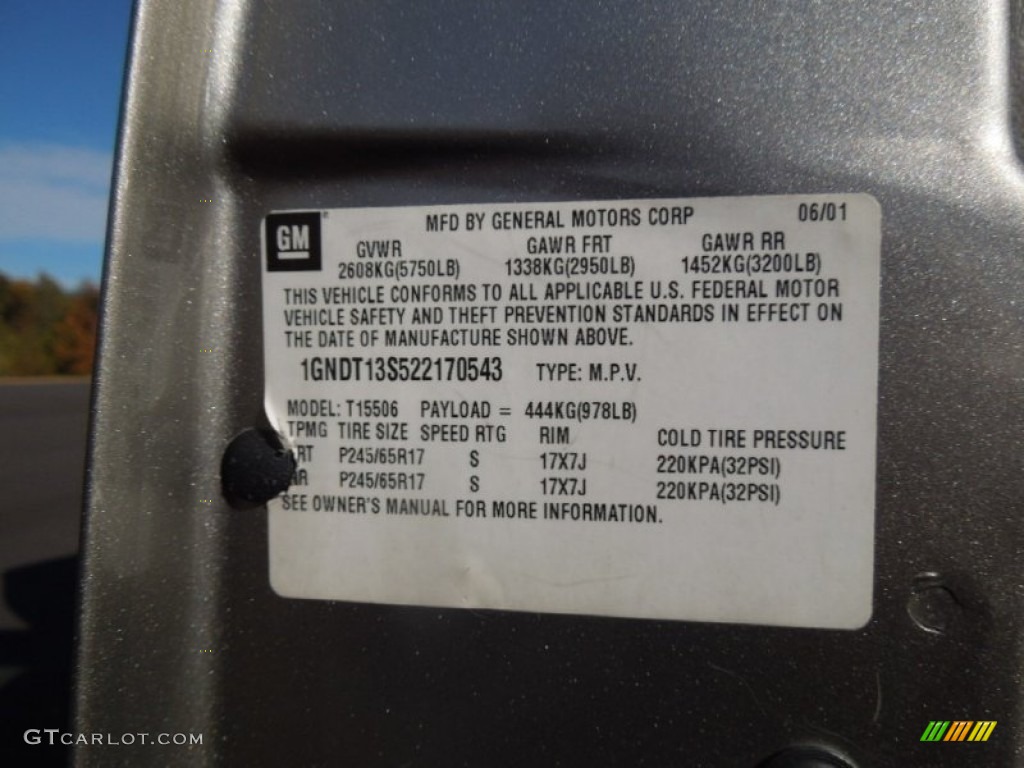 GM
MFD BY GENERAL MOTORS CORP 06/01
GVWR GAWR FRT GAWR RR
2608KG(5750LB) 1338KG(2950LB) 1452KG(3200LB)
THIS VEHICLE CONFORMS TO ALL APPLICABLE U.S. FEDERAL MOTOR
VEHICLE SAFETY AND THEFT PREVENTION STANDARDS IN EFFECT ON
THE DATE OF MANUFACTURE SHOWN ABOVE.
1GNDT13S522170543 TYPE: M.P.V.
MODEL: T15506 PAYLOAD = 444KG(978LB)
TPMG TIRE SIZE SPEED RTG RIM COLD TIRE PRESSURE
RT P245/65R17 S 17X7J 220KPA(32PSI)
RR P245/65R17 S 17X7J 220KPA(32PSI)
SEE OWNER'S MANUAL FOR MORE INFORMATION.
GTCARLOT.COM